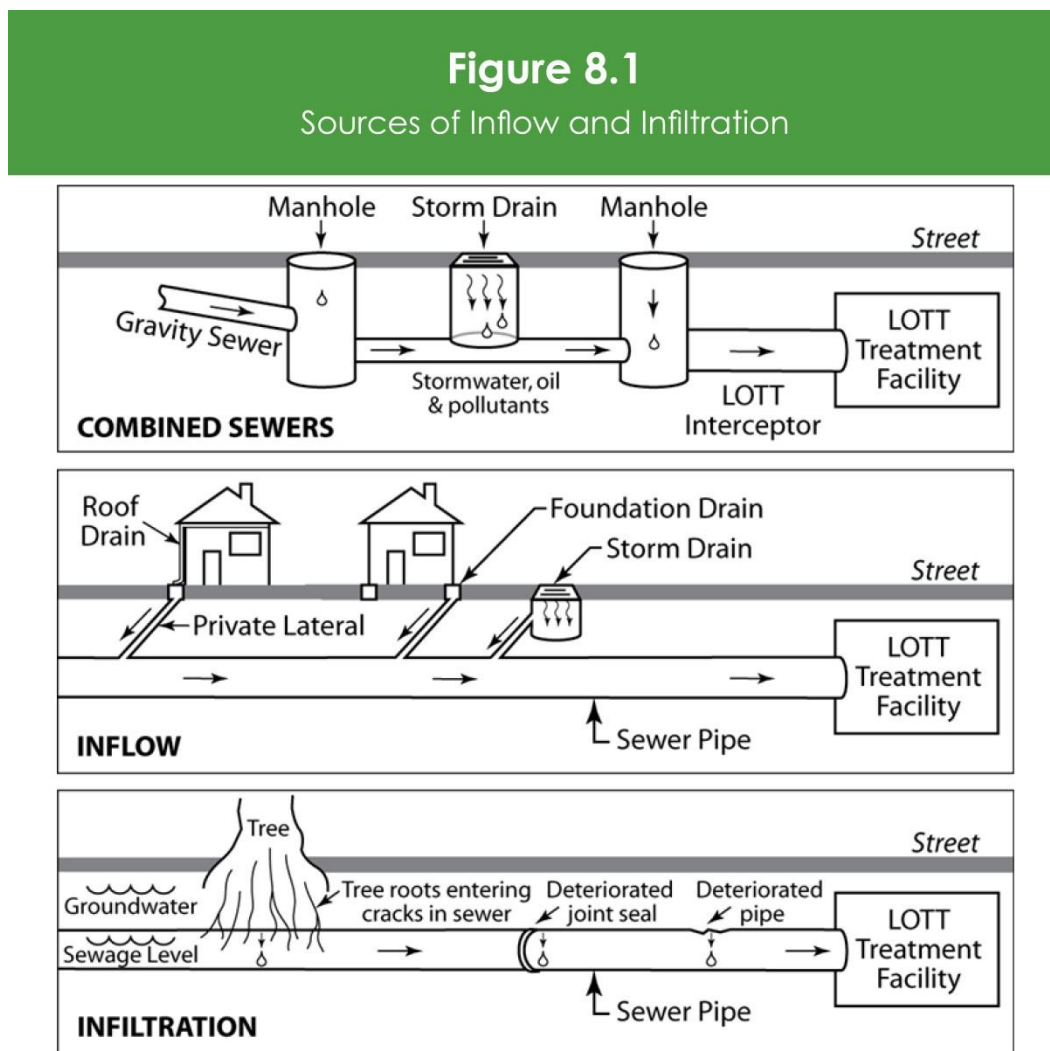 Figure 8.1
Sources of Inflow and Infiltration
Manhole
Storm Drain
Manhole
Street
Gravity Sewer
Stormwater, oil
& pollutants
LOTT
Interceptor
LOTT
Treatment
Facility
COMBINED SEWERS
Roof
Drain
Foundation Drain
Storm Drain
Street
Private Lateral
LOTT
Treatment
Facility
Sewer Pipe
INFLOW
Tree
Street
Groundwater
Tree roots entering
cracks in sewer
Deteriorated
joint seal
Deteriorated
pipe
Sewage Level
LOTT
Treatment
Facility
Sewer Pipe
INFILTRATION